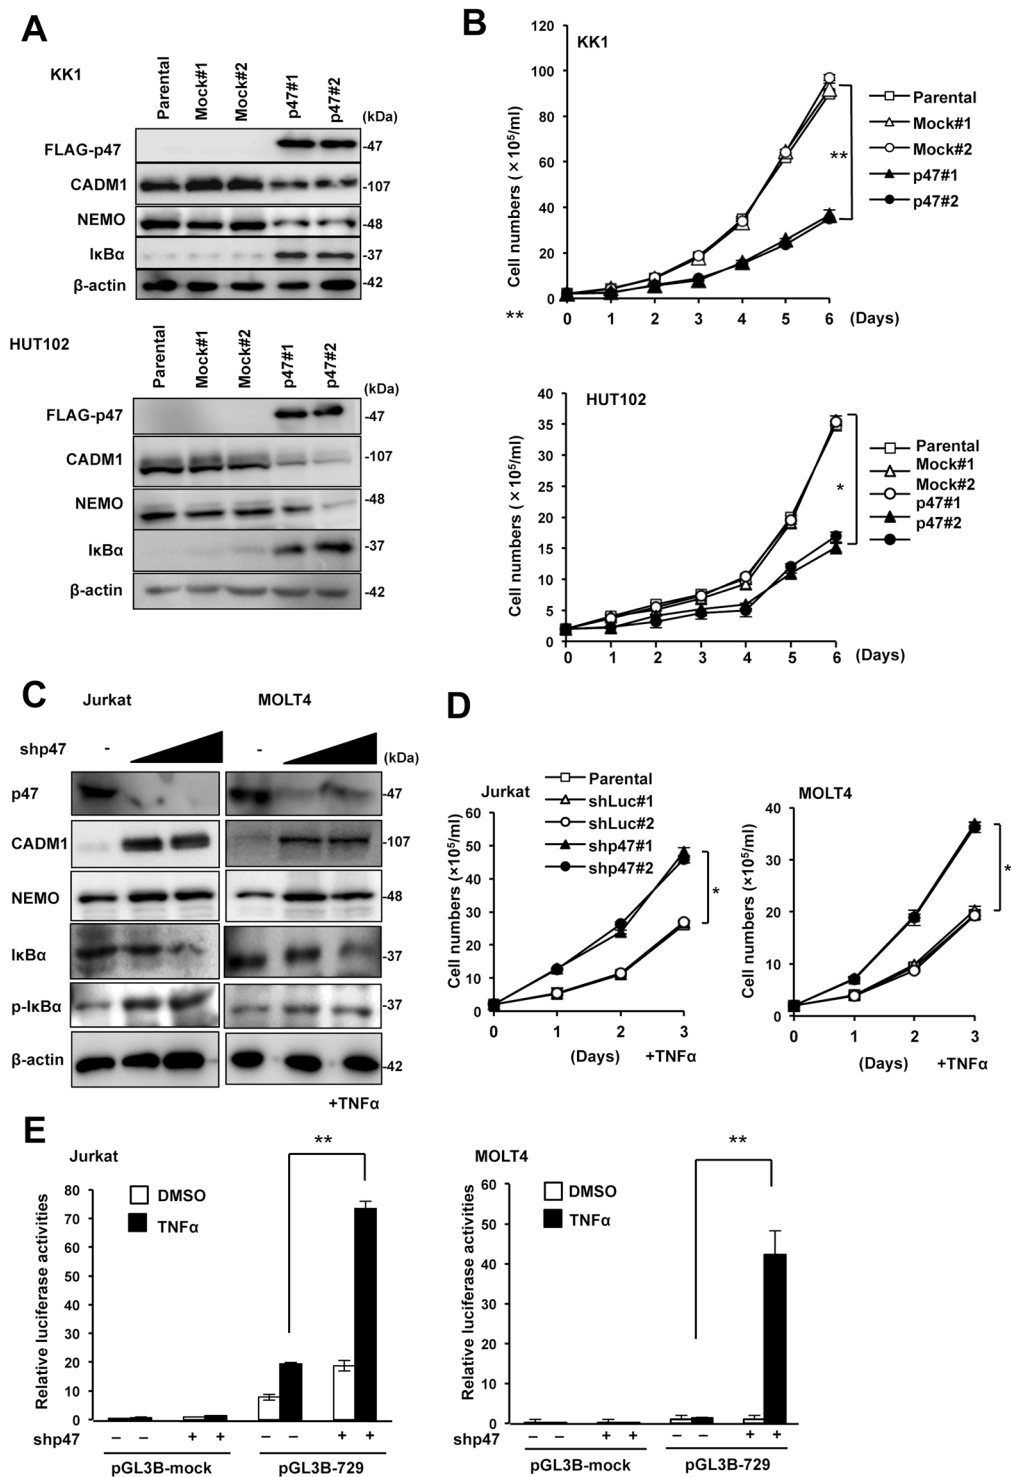 A
KK1
Parental
Mock#1
Mock#2
p47#1
p47#2
(kDa)
FLAG-p47
-47
CADM1
-107
NEMO
-48
IκBα
-37
β-actin
-42
HUT102
Parental
Mock#1
Mock#2
p47#1
p47#2
(kDa)
FLAG-p47
-47
CADM1
-107
NEMO
-48
IκBα
-37
β-actin
-42
B
KK1
Cell numbers (×10⁵/ml)
120
100
80
60
40
20
0
0 1 2 3 4 5 6 (Days)
**
**
Parental
Mock#1
Mock#2
p47#1
p47#2
HUT102
Cell numbers (×10⁵/ml)
40
35
30
25
20
15
10
5
0
0 1 2 3 4 5 6 (Days)
*
Parental
Mock#1
Mock#2
p47#1
p47#2
C
Jurkat MOLT4
shp47 - - (kDa)
p47
-47
CADM1
-107
NEMO
-48
IκBα
-37
p-IκBα
-37
β-actin
-42
+TNFα
D
Jurkat
Parental
shLuc#1
shLuc#2
shp47#1
shp47#2
Cell numbers (×10⁵/ml)
60
50
40
30
20
10
0
0 1 2 3
(Days) +TNFα
*
MOLT4
Cell numbers (×10⁵/ml)
40
30
20
10
0
0 1 2 3
(Days) +TNFα
*
E
Jurkat
**
DMSO
TNFα
Relative luciferase activities
80
70
60
50
40
30
20
10
0
shp47 – – + + – – + +
pGL3B-mock pGL3B-729
MOLT4
**
DMSO
TNFα
Relative luciferase activities
60
50
40
30
20
10
0
shp47 – – + + – – + +
pGL3B-mock pGL3B-729